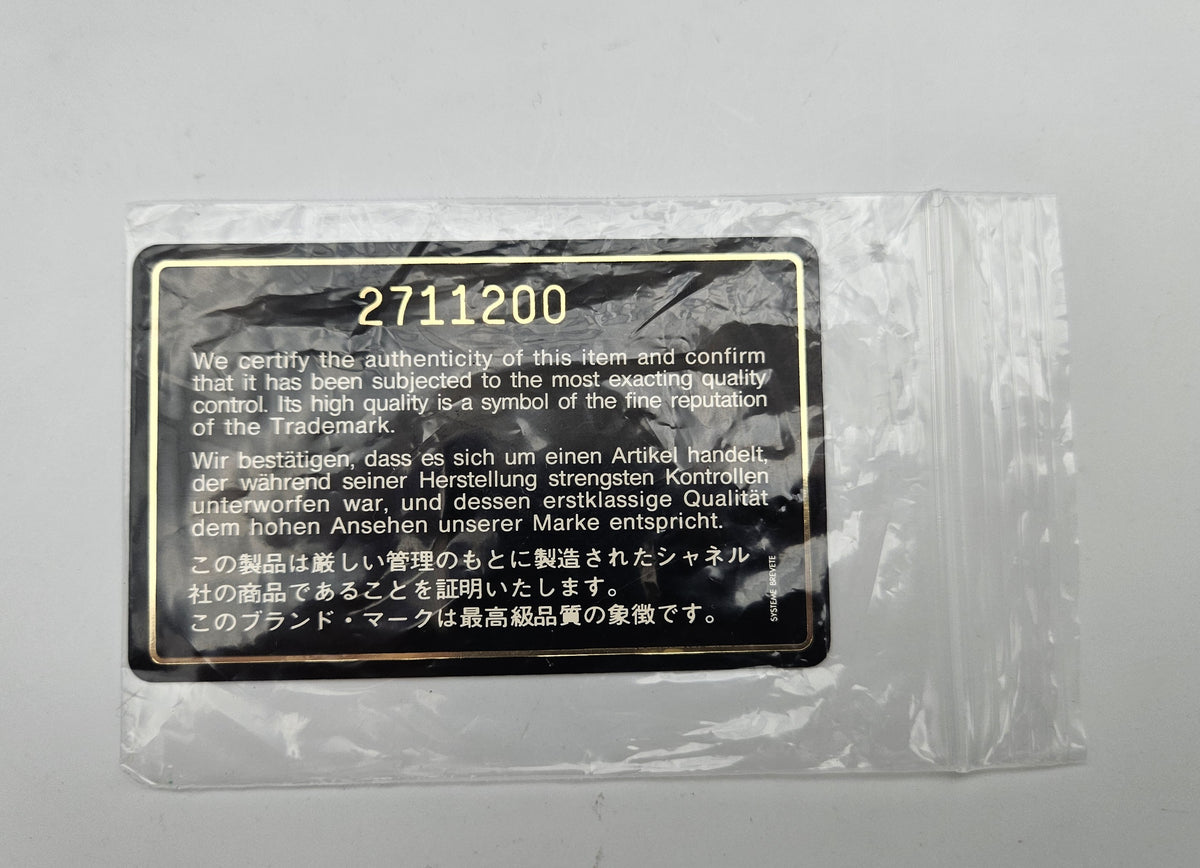 2711200
We certify the authenticity of this item and confirm
that it has been subjected to the most exacting quality
control. Its high quality is a symbol of the fine reputation
of the Trademark.
Wir bestätigen, dass es sich um einen Artikel handelt,
der während seiner Herstellung strengsten Kontrollen
unterworfen war, und dessen erstklassige Qualität
dem hohen Ansehen unserer Marke entspricht.
この製品は厳しい管理のもとに製造されたシャネル
社の商品であることを証明いたします。
このブランド・マークは最高級品質の象徴です。
SYSTEME BREVETE